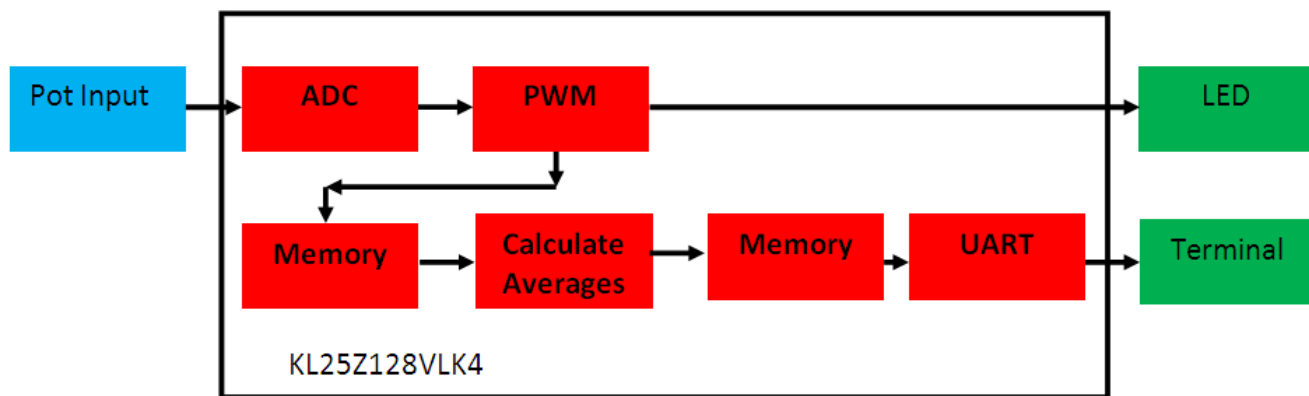 Pot Input
ADC
PWM
LED
Memory
Calculate
Averages
Memory
UART
Terminal
KL25Z128VLK4